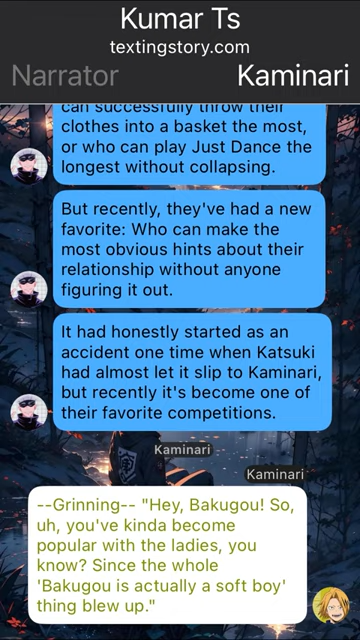 Kumar Ts
textingstory.com
Narrator Kaminari
can successfully throw their
clothes into a basket the most,
or who can play Just Dance the
longest without collapsing.
But recently, they've had a new
favorite: Who can make the
most obvious hints about their
relationship without anyone
figuring it out.
It had honestly started as an
accident one time when Katsuki
had almost let it slip to Kaminari,
but recently it's become one of
their favorite competitions.
Kaminari
Kaminari
--Grinning-- "Hey, Bakugou! So,
uh, you've kinda become
popular with the ladies, you
know? Since the whole
'Bakugou is actually a soft boy'
thing blew up."